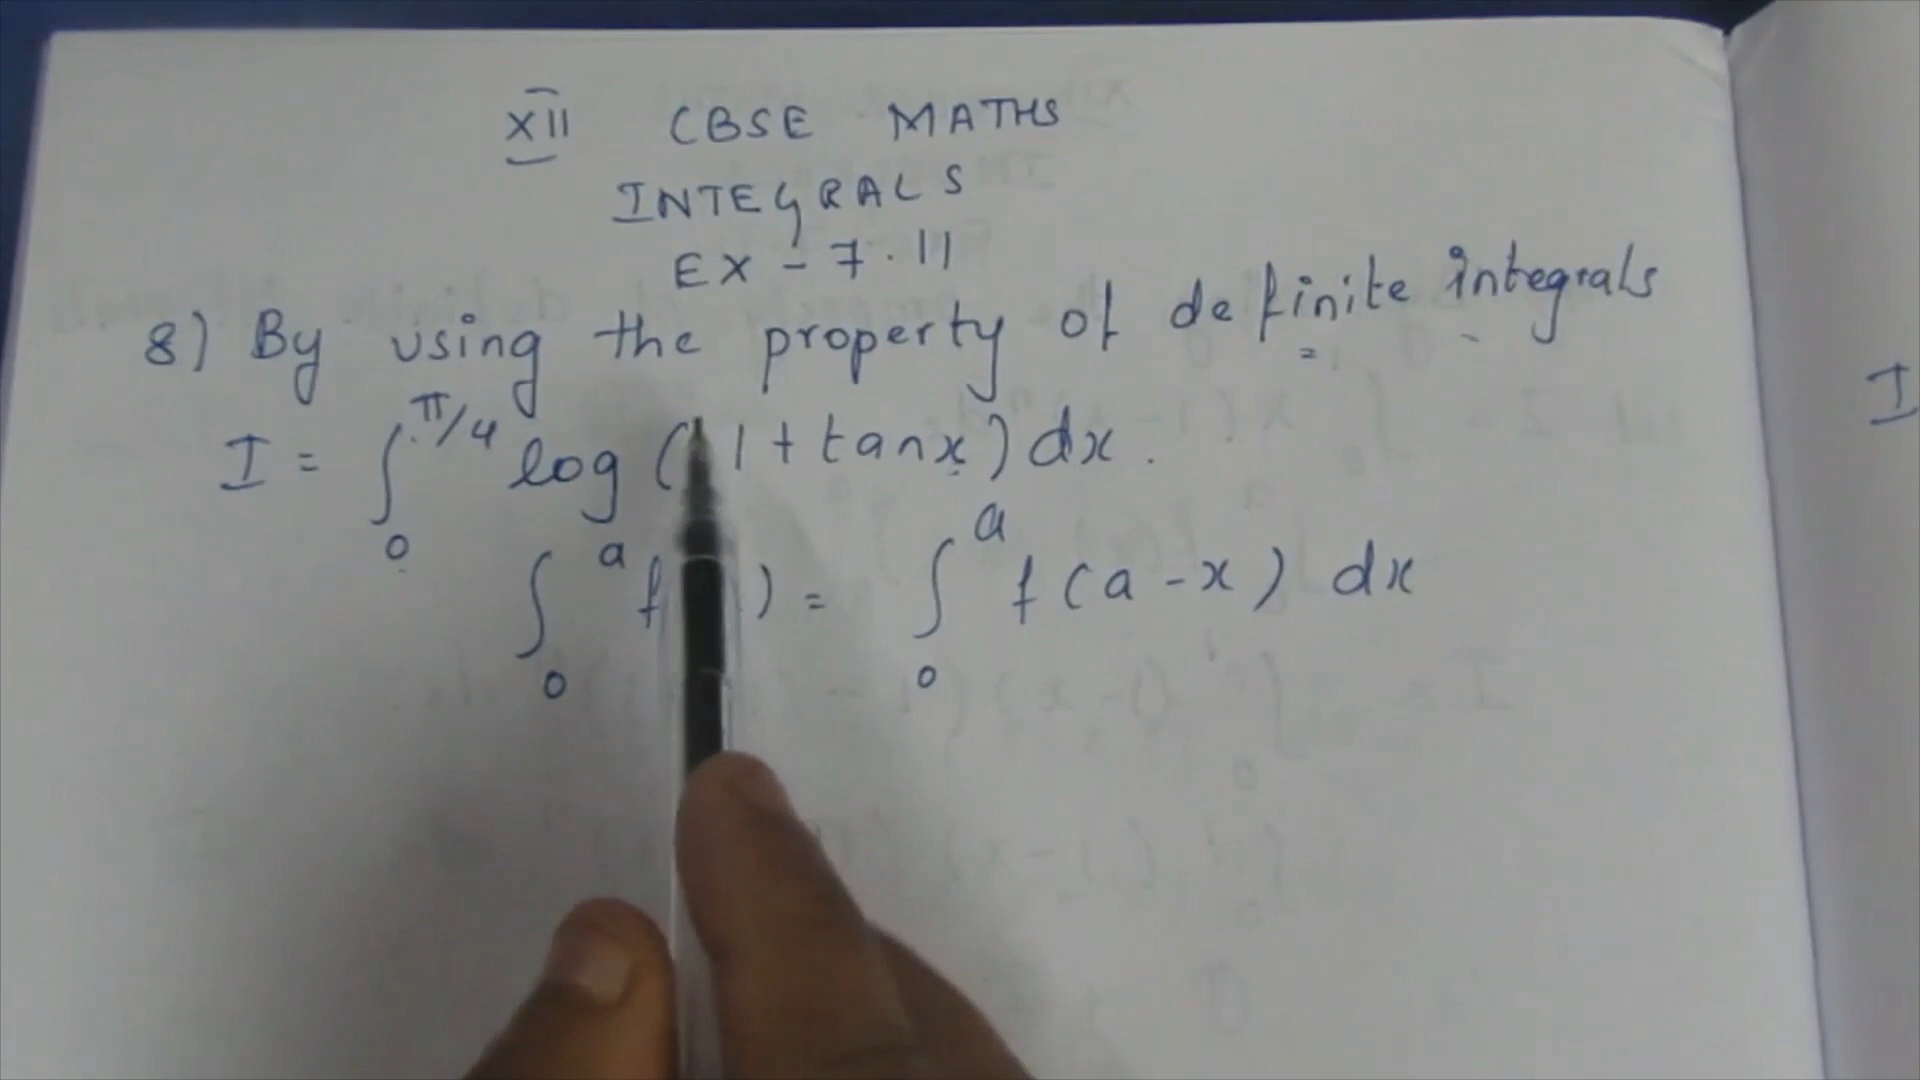 XII CBSE MATHS
INTEGRALS
EX - 7.11
8) By using the property of definite integrals
I = ∫₀^π/4 log (1 + tanx) dx.
∫₀^a f ) = ∫₀^a f(a - x) dx
I